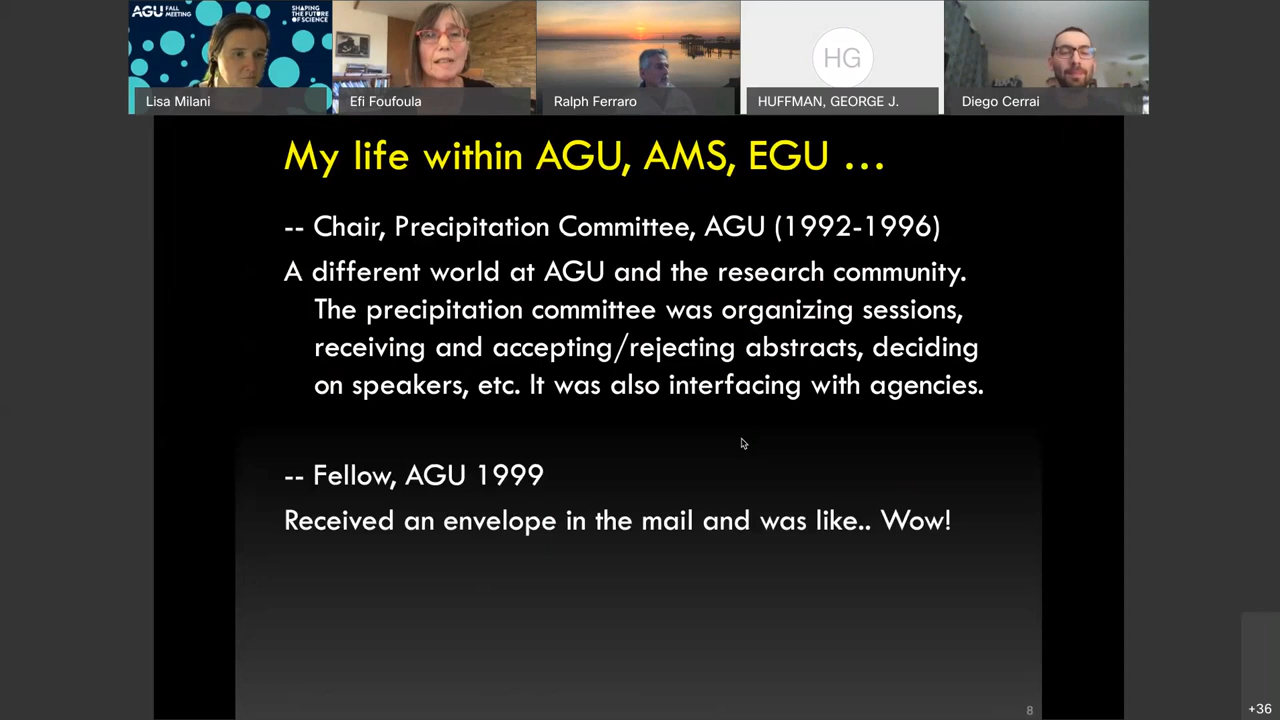 AGU FALL MEETING
SHAPING THE FUTURE OF SCIENCE
Lisa Milani
Efi Foufoula
Ralph Ferraro
HG
HUFFMAN, GEORGE J.
Diego Cerrai
My life within AGU, AMS, EGU ...
-- Chair, Precipitation Committee, AGU (1992-1996)
A different world at AGU and the research community.
The precipitation committee was organizing sessions,
receiving and accepting/rejecting abstracts, deciding
on speakers, etc. It was also interfacing with agencies.
-- Fellow, AGU 1999
Received an envelope in the mail and was like.. Wow!
8
+36